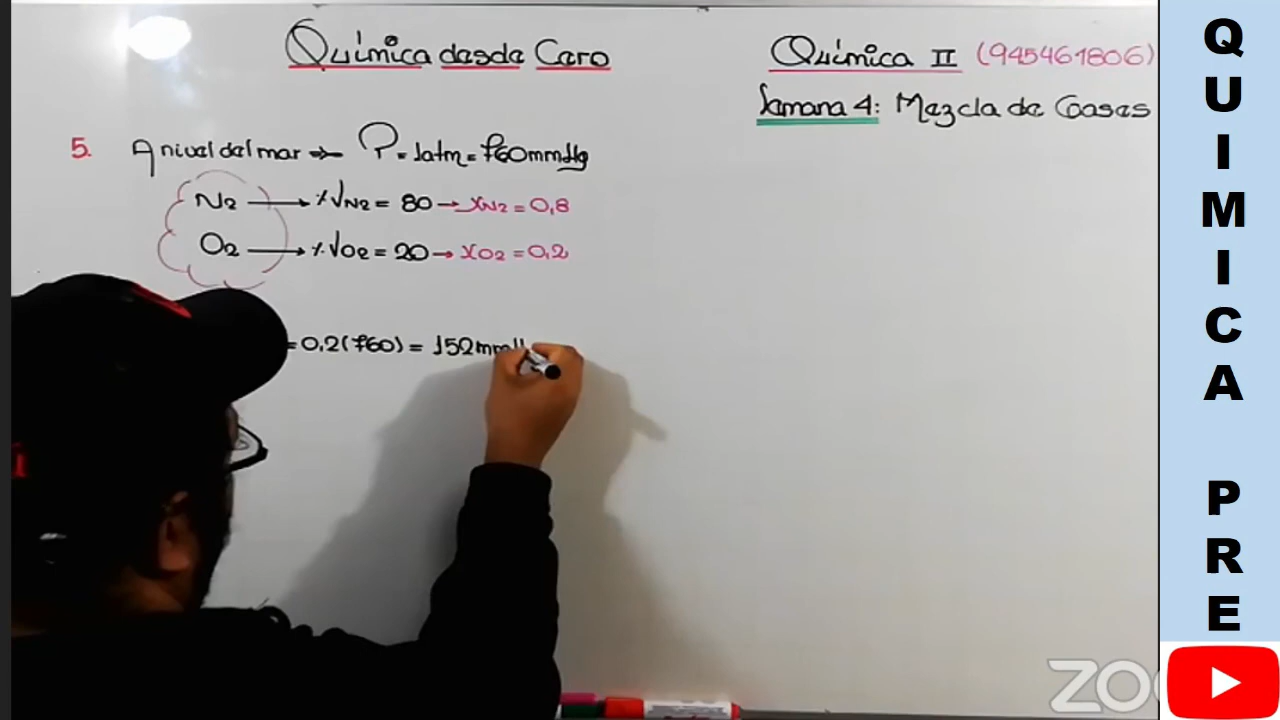 Química desde Cero
Química II (945461806)
Semana 4: Mezcla de Gases
5. A nivel del mar → P = 1atm = 760mmHg
N2 → %VN2 = 80 → XN2 = 0,8
O2 → %VO2 = 20 → XO2 = 0,2
= 0,2(760) = 152mmH
QUIMICA PRE
ZO